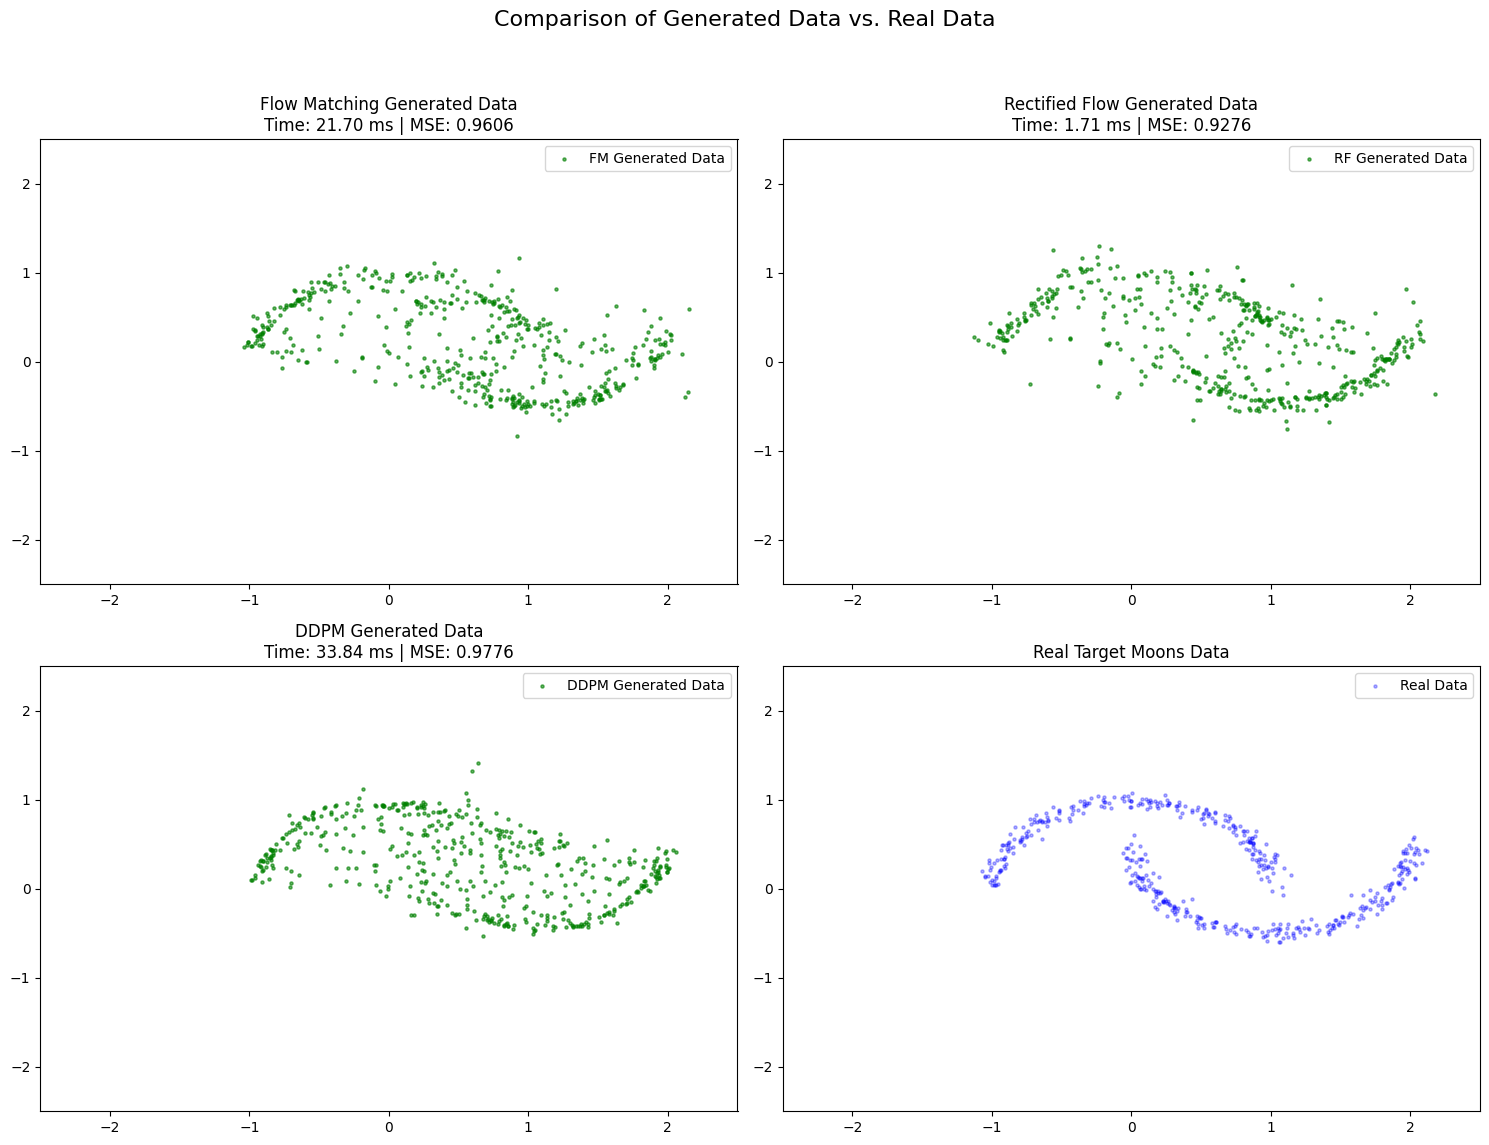 Comparison of Generated Data vs. Real Data
Flow Matching Generated Data
Time: 21.70 ms | MSE: 0.9606
FM Generated Data
2
1
0
−1
−2
−2 −1 0 1 2
Rectified Flow Generated Data
Time: 1.71 ms | MSE: 0.9276
RF Generated Data
2
1
0
−1
−2
−2 −1 0 1 2
DDPM Generated Data
Time: 33.84 ms | MSE: 0.9776
DDPM Generated Data
2
1
0
−1
−2
−2 −1 0 1 2
Real Target Moons Data
Real Data
2
1
0
−1
−2
−2 −1 0 1 2